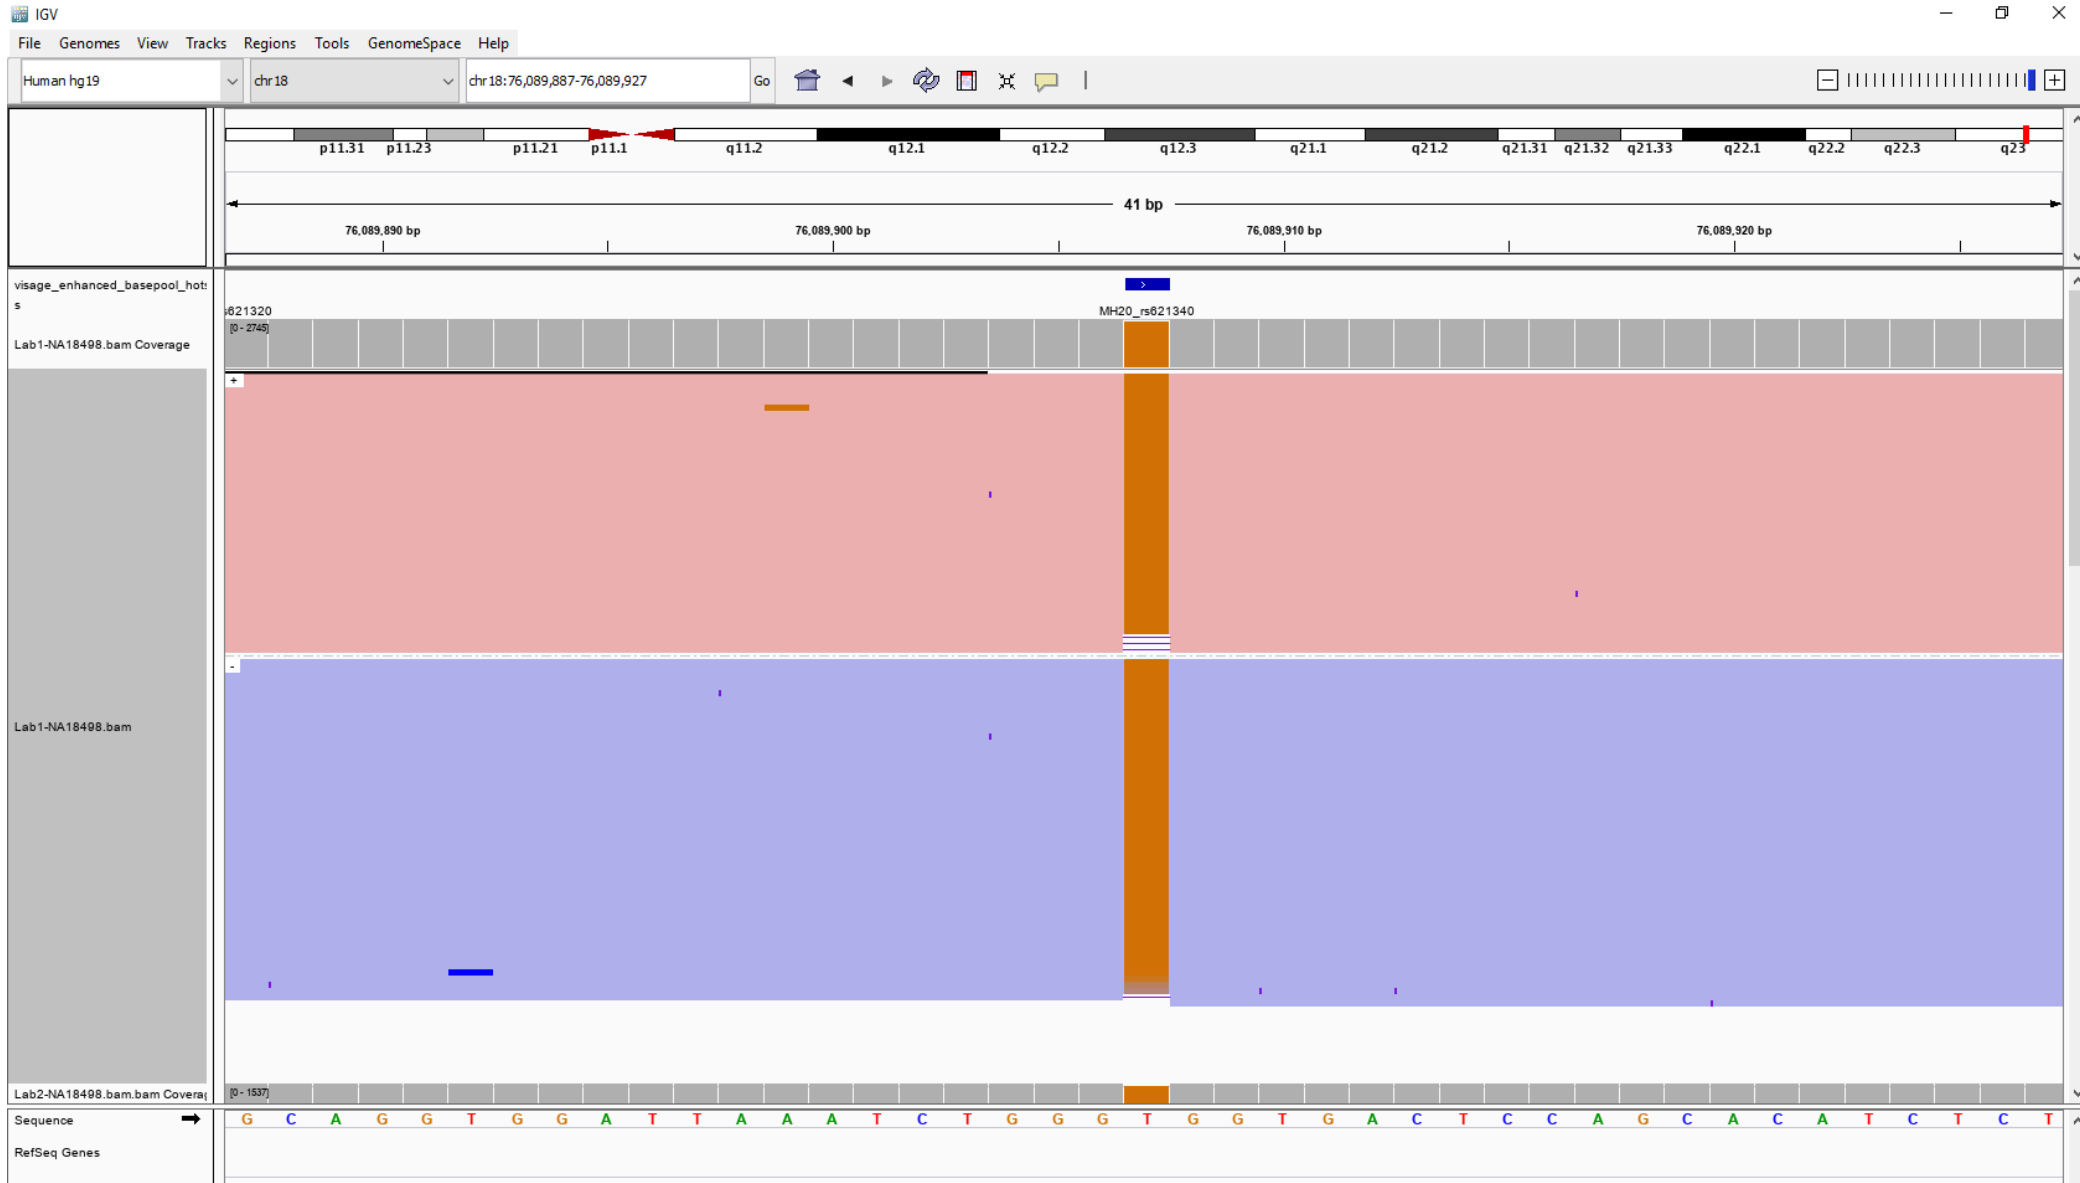 IGV
File Genomes View Tracks Regions Tools GenomeSpace Help
Human hg19 chr18 chr18:76,089,887-76,089,927 Go
p11.31 p11.23 p11.21 p11.1 q11.2 q12.1 q12.2 q12.3 q21.1 q21.2 q21.31 q21.32 q21.33 q22.1 q22.2 q22.3 q23
41 bp
76,089,890 bp 76,089,900 bp 76,089,910 bp 76,089,920 bp
visage_enhanced_basepool_hot
s
s621320 MH20_rs621340
[0 - 2745]
Lab1-NA18498.bam Coverage
+
-
Lab1-NA18498.bam
Lab2-NA18498.bam.bam Covera [0 - 1537]
Sequence G C A G G T G G A T T A A A T C T G G G T G G T G A C T C C A G C A C A T C T C T
RefSeq Genes